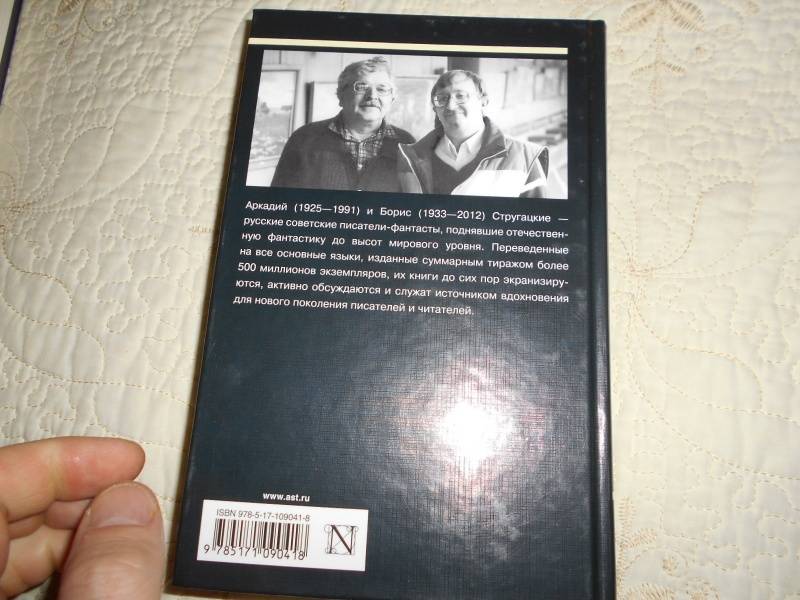 Аркадий (1925—1991) и Борис (1933—2012) Стругацкие —
русские советские писатели-фантасты, поднявшие отечествен-
ную фантастику до высот мирового уровня. Переведенные
на все основные языки, изданные суммарным тиражом более
500 миллионов экземпляров, их книги до сих пор экранизиру-
ются, активно обсуждаются и служат источником вдохновения
для нового поколения писателей и читателей.
www.ast.ru
ISBN 978-5-17-109041-8
N
9 785171 090418